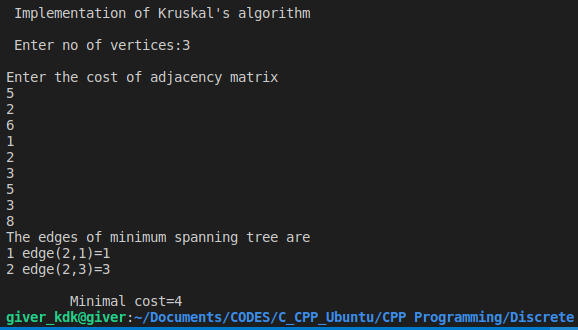 Implementation of Kruskal's algorithm
Enter no of vertices:3
Enter the cost of adjacency matrix
5
2
6
1
2
3
5
3
8
The edges of minimum spanning tree are
1 edge(2,1)=1
2 edge(2,3)=3
Minimal cost=4
giver_kdk@giver:~/Documents/CODES/C_CPP_Ubuntu/CPP Programming/Discrete